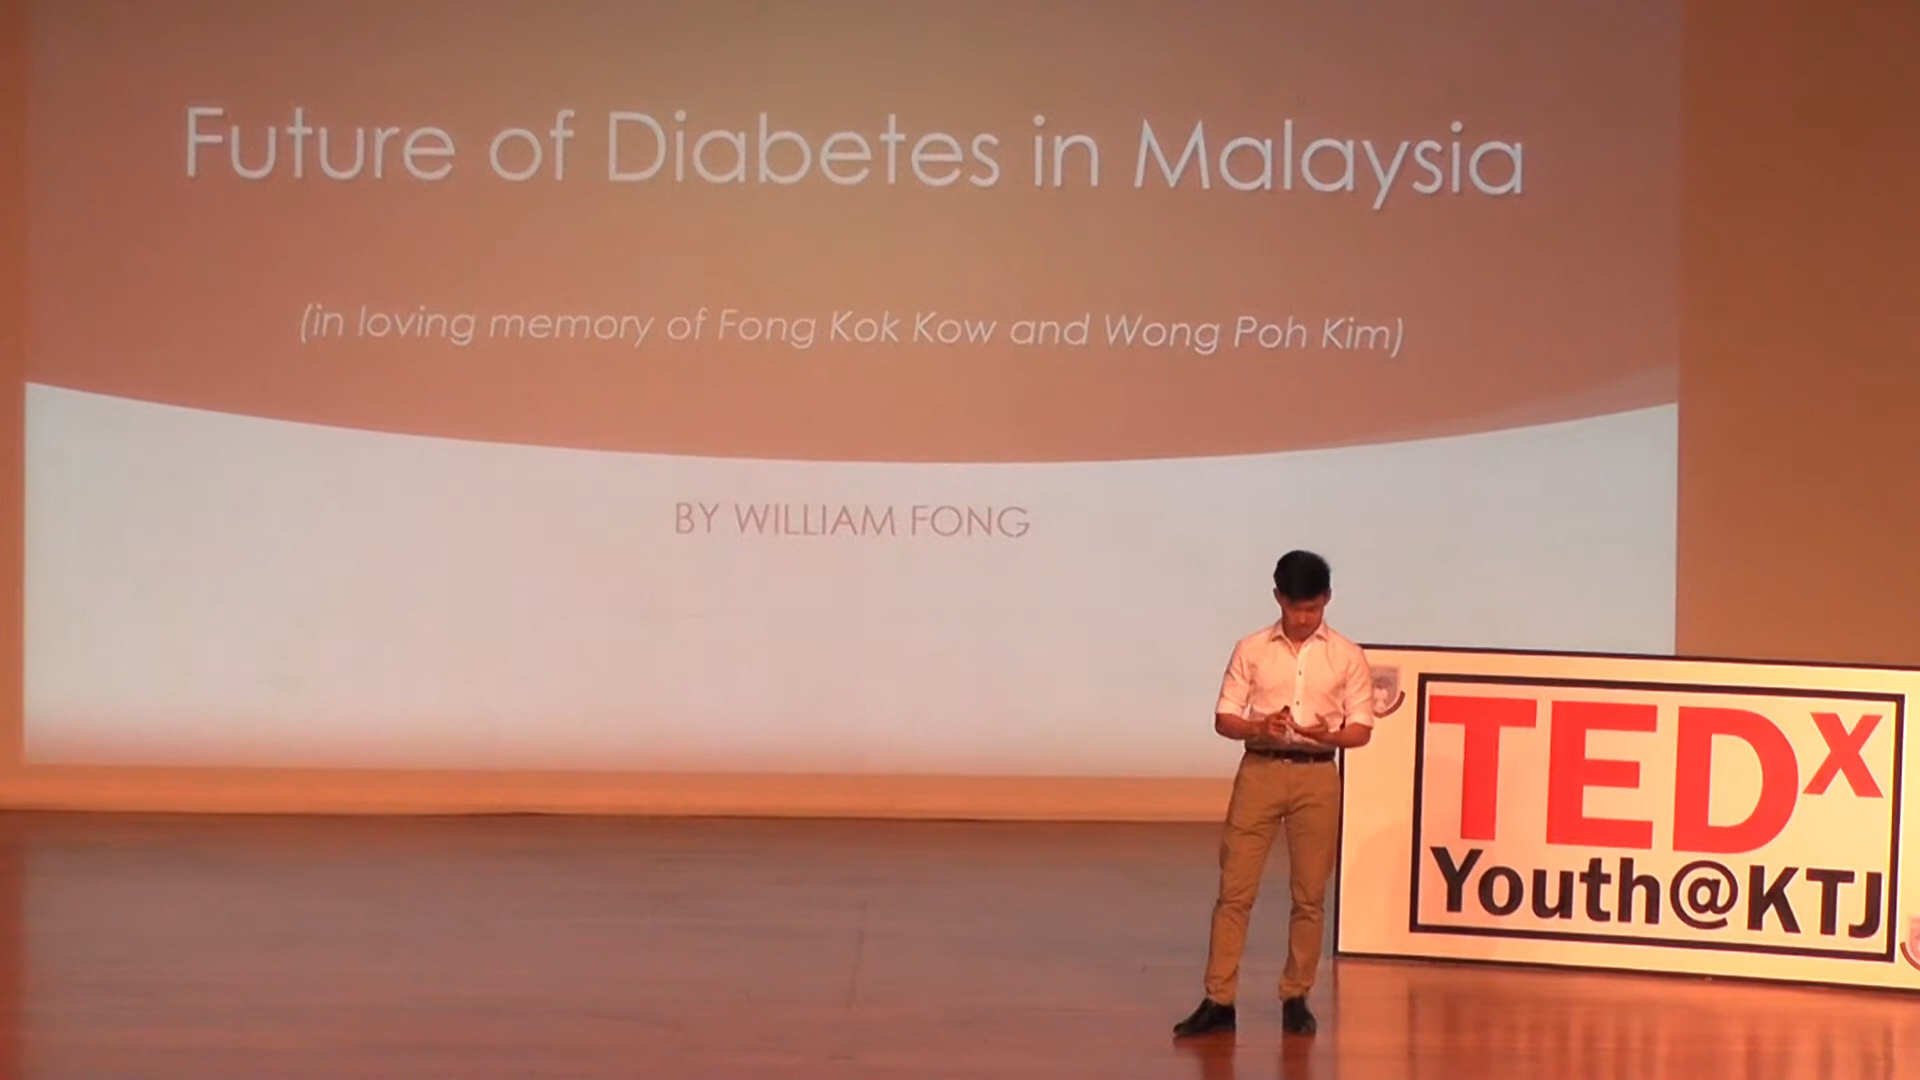 Future of Diabetes in Malaysia
(in loving memory of Fong Kok Kow and Wong Poh Kim)
BY WILLIAM FONG
TEDx
Youth@KTJ